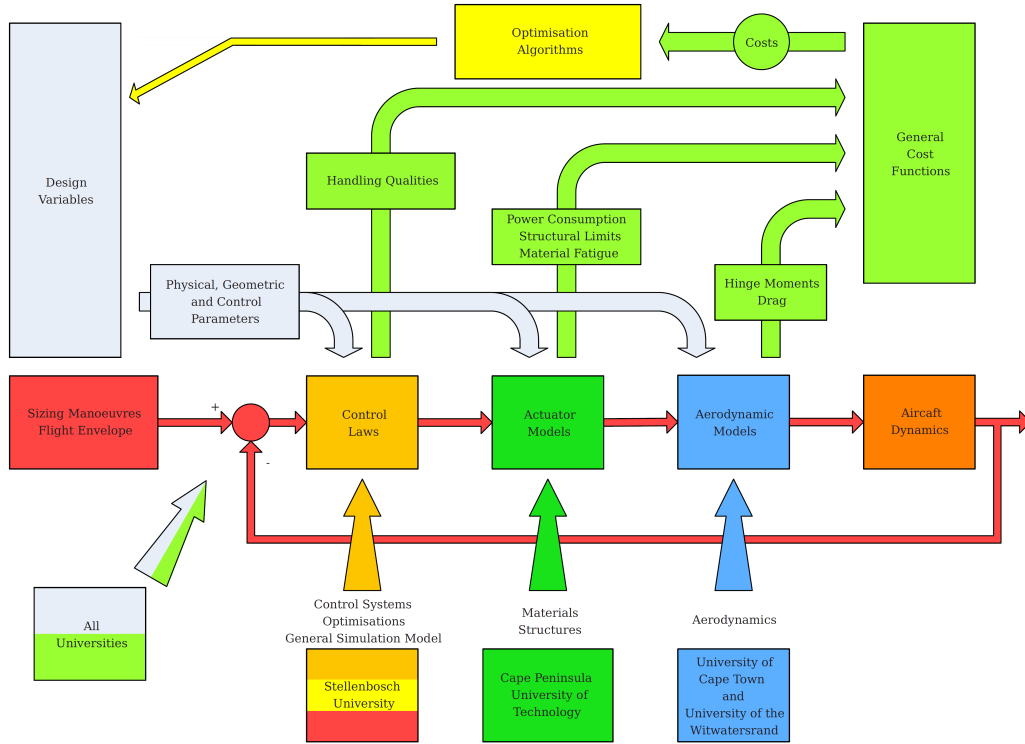 Optimisation
Algorithms
Costs
General
Cost
Functions
Design
Variables
Handling Qualities
Power Consumption
Structural Limits
Material Fatigue
Physical, Geometric
and Control
Parameters
Hinge Moments
Drag
Sizing Manoeuvres
Flight Envelope
+
-
Control
Laws
Actuator
Models
Aerodynamic
Models
Aircaft
Dynamics
Control Systems
Optimisations
General Simulation Model
Materials
Structures
Aerodynamics
All
Universities
Stellenbosch
University
Cape Peninsula
University of
Technology
University of
Cape Town
and
University of the
Witwatersrand